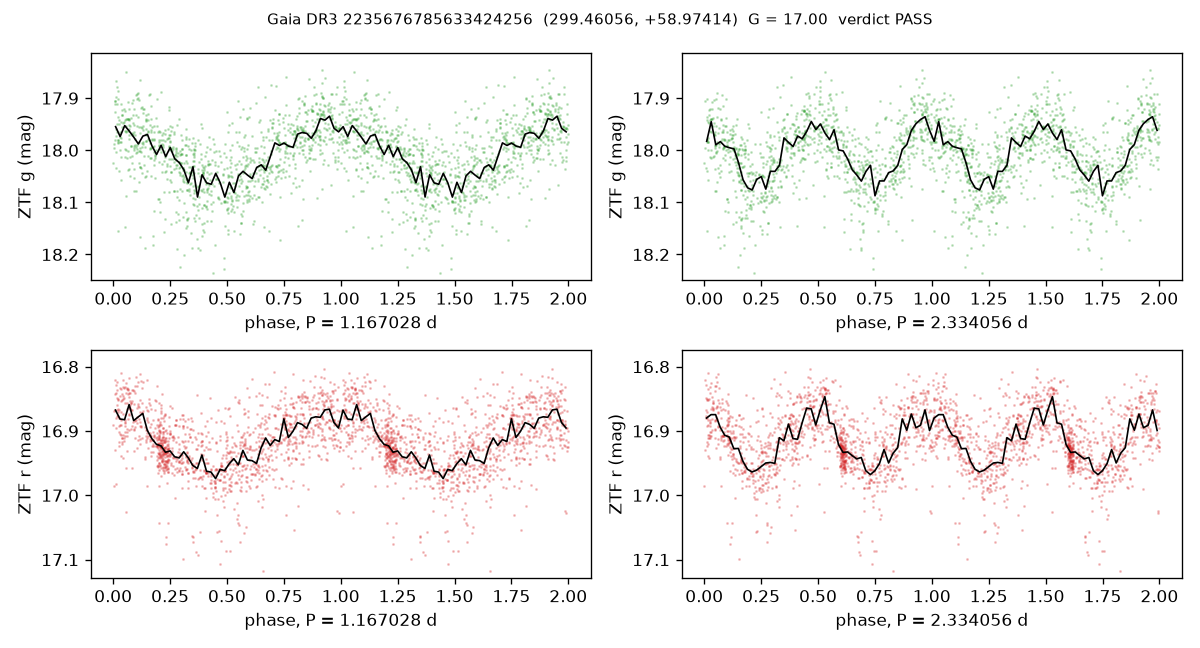 Gaia DR3 2235676785633424256 (299.46056, +58.97414) G = 17.00 verdict PASS
ZTF g (mag)
17.9
18.0
18.1
18.2
0.00 0.25 0.50 0.75 1.00 1.25 1.50 1.75 2.00
phase, P = 1.167028 d
ZTF g (mag)
17.9
18.0
18.1
18.2
0.00 0.25 0.50 0.75 1.00 1.25 1.50 1.75 2.00
phase, P = 2.334056 d
ZTF r (mag)
16.8
16.9
17.0
17.1
0.00 0.25 0.50 0.75 1.00 1.25 1.50 1.75 2.00
phase, P = 1.167028 d
ZTF r (mag)
16.8
16.9
17.0
17.1
0.00 0.25 0.50 0.75 1.00 1.25 1.50 1.75 2.00
phase, P = 2.334056 d